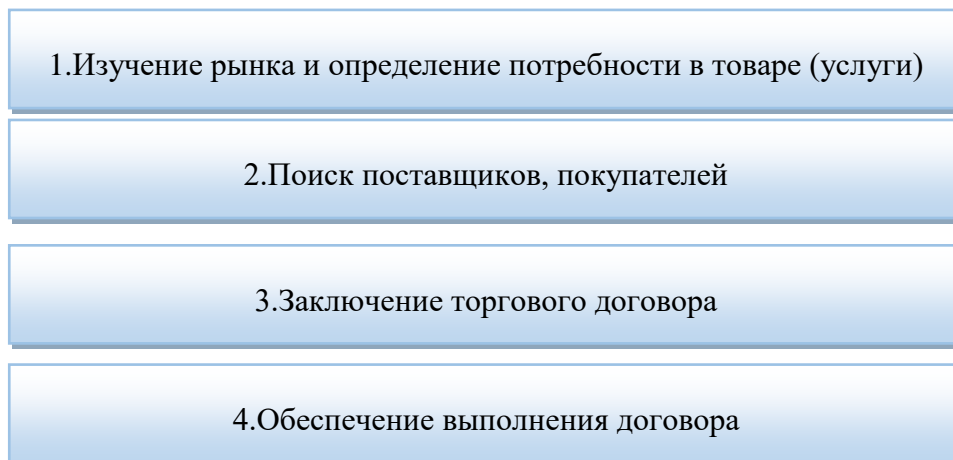 1.Изучение рынка и определение потребности в товаре (услуги)
2.Поиск поставщиков, покупателей
3.Заключение торгового договора
4.Обеспечение выполнения договора